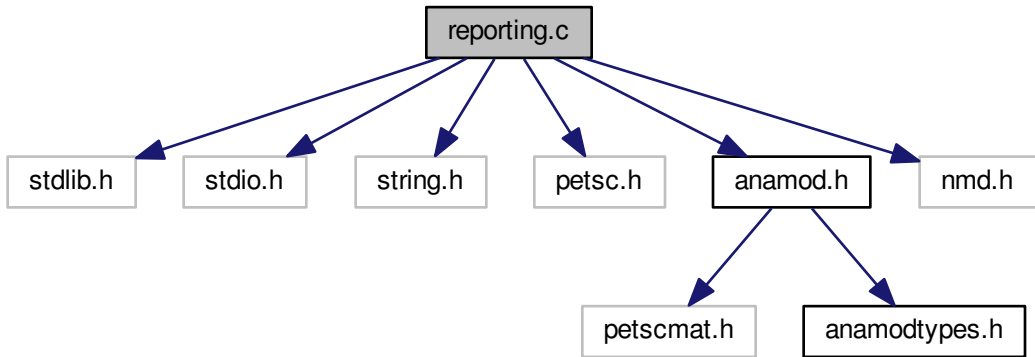 reporting.c
stdlib.h
stdio.h
string.h
petsc.h
anamod.h
nmd.h
petscmat.h
anamodtypes.h